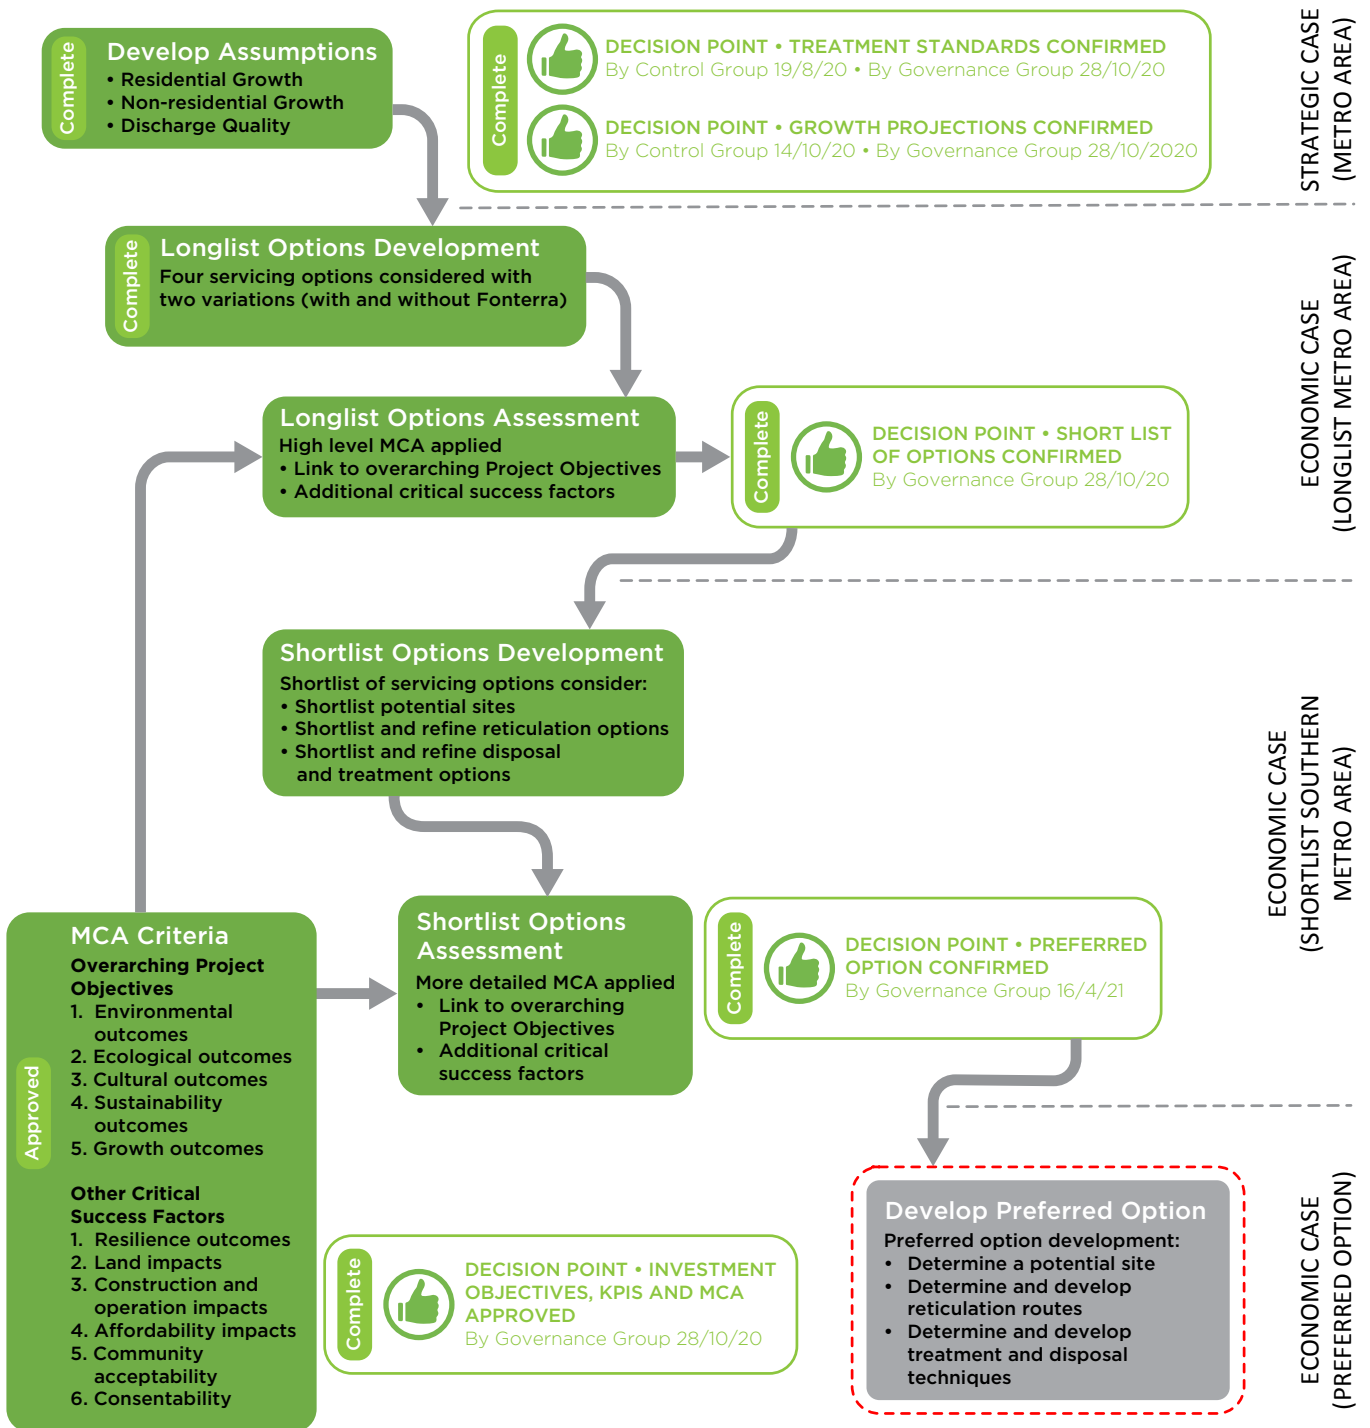 Complete
Develop Assumptions
• Residential Growth
• Non-residential Growth
• Discharge Quality
Complete
DECISION POINT • TREATMENT STANDARDS CONFIRMED
By Control Group 19/8/20 • By Governance Group 28/10/20
DECISION POINT • GROWTH PROJECTIONS CONFIRMED
By Control Group 14/10/20 • By Governance Group 28/10/2020
STRATEGIC CASE
(METRO AREA)
Complete
Longlist Options Development
Four servicing options considered with
two variations (with and without Fonterra)
Longlist Options Assessment
High level MCA applied
• Link to overarching Project Objectives
• Additional critical success factors
Complete
DECISION POINT • SHORT LIST
OF OPTIONS CONFIRMED
By Governance Group 28/10/20
ECONOMIC CASE
(LONGLIST METRO AREA)
Shortlist Options Development
Shortlist of servicing options consider:
• Shortlist potential sites
• Shortlist and refine reticulation options
• Shortlist and refine disposal
and treatment options
ECONOMIC CASE
(SHORTLIST SOUTHERN
METRO AREA)
Approved
MCA Criteria
Overarching Project
Objectives
1. Environmental
outcomes
2. Ecological outcomes
3. Cultural outcomes
4. Sustainability
outcomes
5. Growth outcomes
Other Critical
Success Factors
1. Resilience outcomes
2. Land impacts
3. Construction and
operation impacts
4. Affordability impacts
5. Community
acceptability
6. Consentability
Shortlist Options
Assessment
More detailed MCA applied
• Link to overarching
Project Objectives
• Additional critical
success factors
Complete
DECISION POINT • PREFERRED
OPTION CONFIRMED
By Governance Group 16/4/21
Complete
DECISION POINT • INVESTMENT
OBJECTIVES, KPIS AND MCA
APPROVED
By Governance Group 28/10/20
Develop Preferred Option
Preferred option development:
• Determine a potential site
• Determine and develop
reticulation routes
• Determine and develop
treatment and disposal
techniques
ECONOMIC CASE
(PREFERRED OPTION)